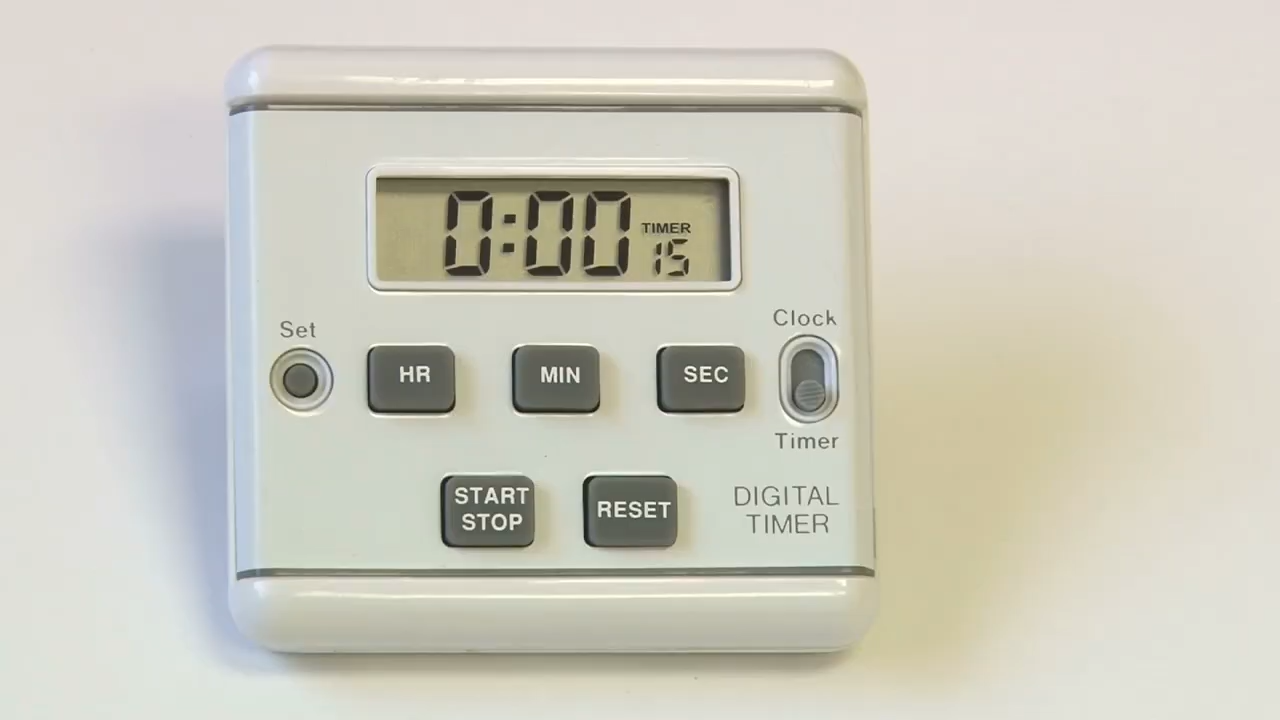 0:00 TIMER 15
Set
Clock
HR MIN SEC
Timer
START STOP
RESET
DIGITAL
TIMER